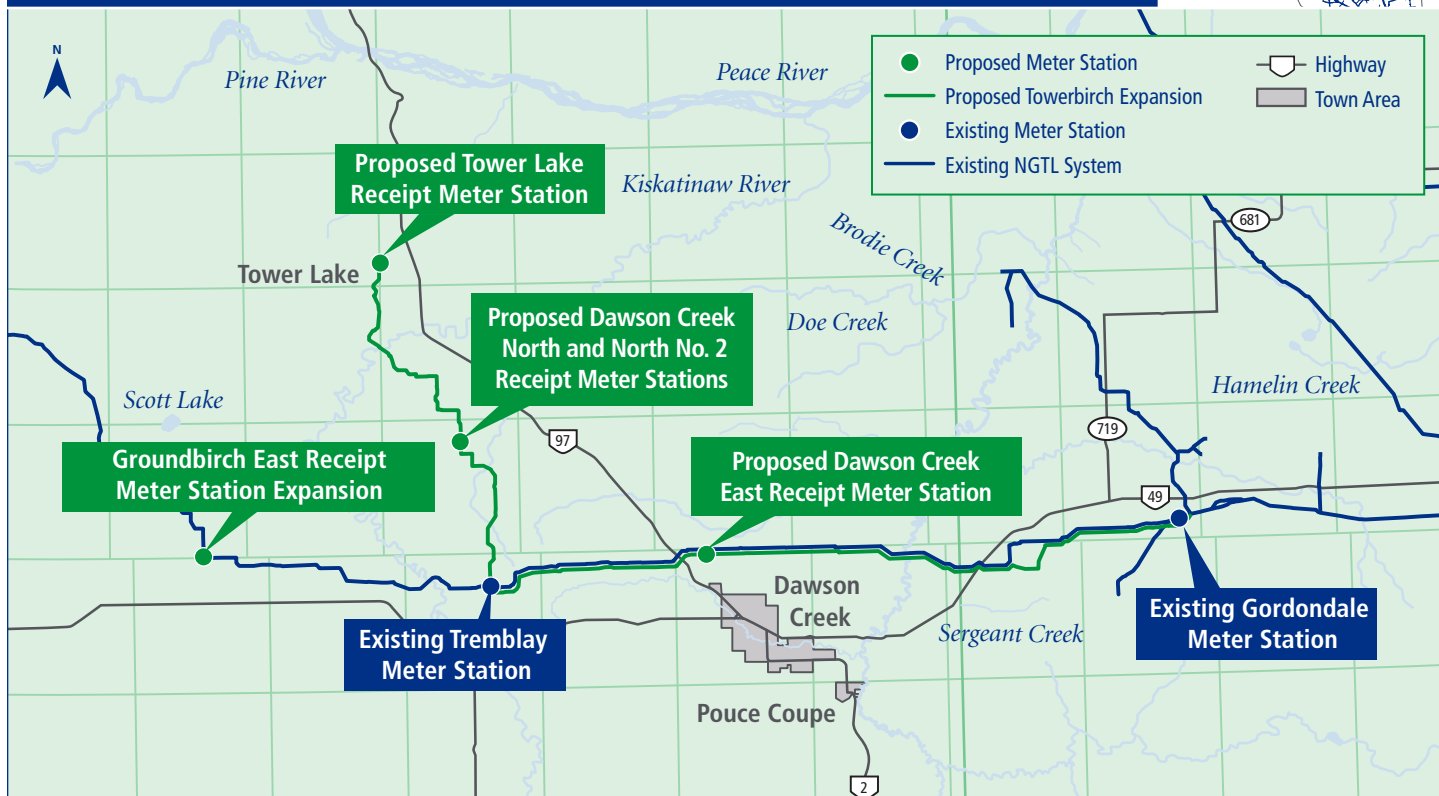 N
Pine River
Peace River
Proposed Meter Station
Proposed Towerbirch Expansion
Existing Meter Station
Existing NGTL System
Highway
Town Area
Proposed Tower Lake
Receipt Meter Station
Kiskatinaw River
681
Brodie Creek
Tower Lake
Proposed Dawson Creek
North and North No. 2
Receipt Meter Stations
Doe Creek
Hamelin Creek
Scott Lake
97
719
Groundbirch East Receipt
Meter Station Expansion
Proposed Dawson Creek
East Receipt Meter Station
49
Dawson
Creek
Existing Tremblay
Meter Station
Sergeant Creek
Existing Gordondale
Meter Station
Pouce Coupe
2